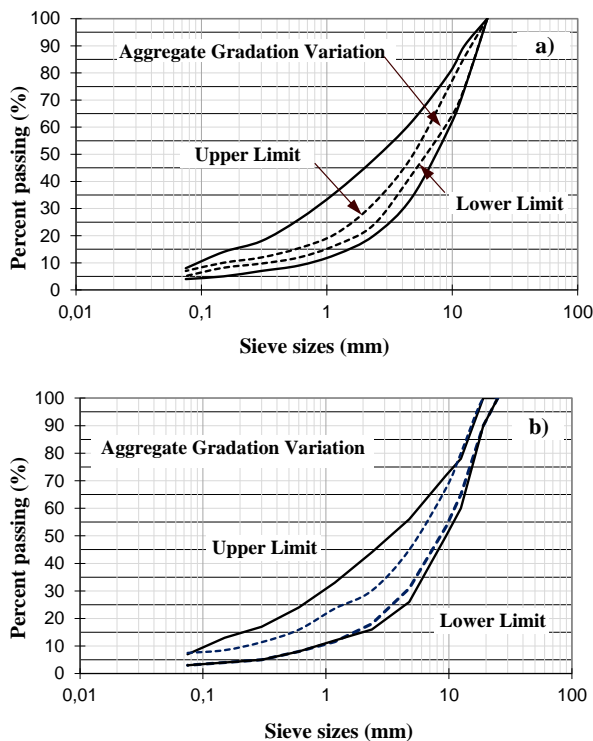 100
90
80
70
60
50
40
30
20
10
0
Percent passing (%)
a)
Aggregate Gradation Variation
Upper Limit
Lower Limit
0,01
0,1
1
10
100
Sieve sizes (mm)
100
90
80
70
60
50
40
30
20
10
0
Percent passing (%)
b)
Aggregate Gradation Variation
Upper Limit
Lower Limit
0,01
0,1
1
10
100
Sieve sizes (mm)